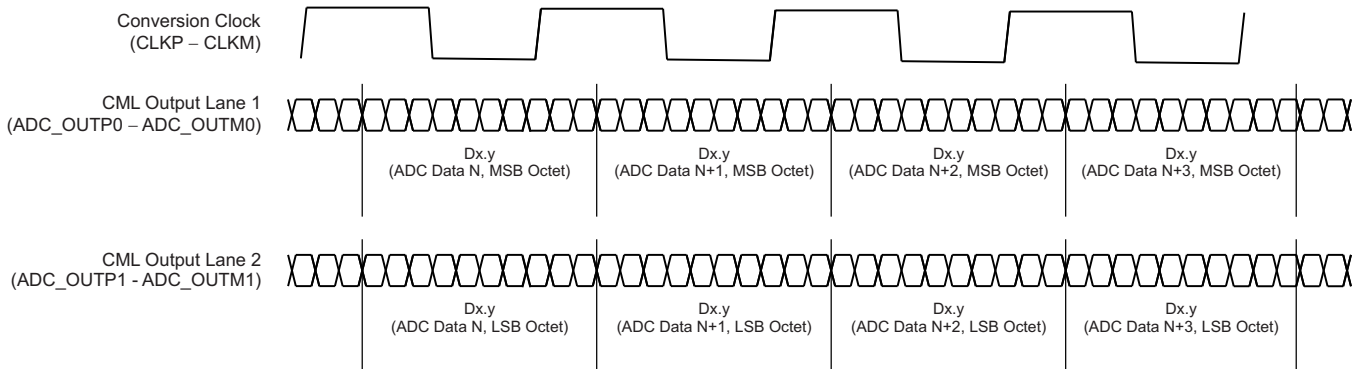 Conversion Clock
(CLKP – CLKM)
CML Output Lane 1
(ADC_OUTP0 – ADC_OUTM0)
Dx.y
(ADC Data N, MSB Octet)
Dx.y
(ADC Data N+1, MSB Octet)
Dx.y
(ADC Data N+2, MSB Octet)
Dx.y
(ADC Data N+3, MSB Octet)
CML Output Lane 2
(ADC_OUTP1 - ADC_OUTM1)
Dx.y
(ADC Data N, LSB Octet)
Dx.y
(ADC Data N+1, LSB Octet)
Dx.y
(ADC Data N+2, LSB Octet)
Dx.y
(ADC Data N+3, LSB Octet)